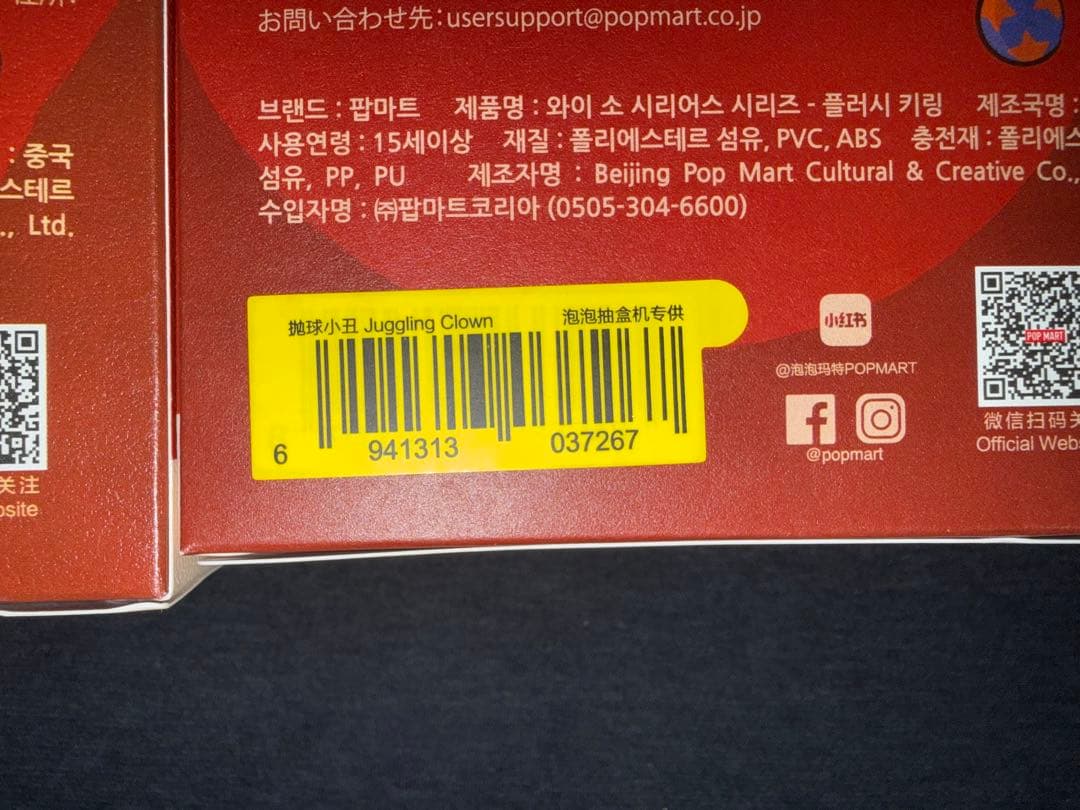 お問い合わせ先：usersupport@popmart.co.jp
브랜드 : 팝마트 제품명 : 와이 소 시리어스 시리즈 - 플러시 키링 제조국명 :
사용연령 : 15세이상 재질 : 폴리에스테르 섬유, PVC, ABS 충전재 : 폴리에스
섬유, PP, PU 제조자명 : Beijing Pop Mart Cultural & Creative Co.,
수입자명 : ㈜팝마트코리아 (0505-304-6600)
: 중국
스테르
., Ltd.
抛球小丑 Juggling Clown 泡泡抽盒机专供
6 941313 037267
小红书
@泡泡玛特POPMART
@popmart
POP MART
微信扫码关
Official Webs
关注
bsite